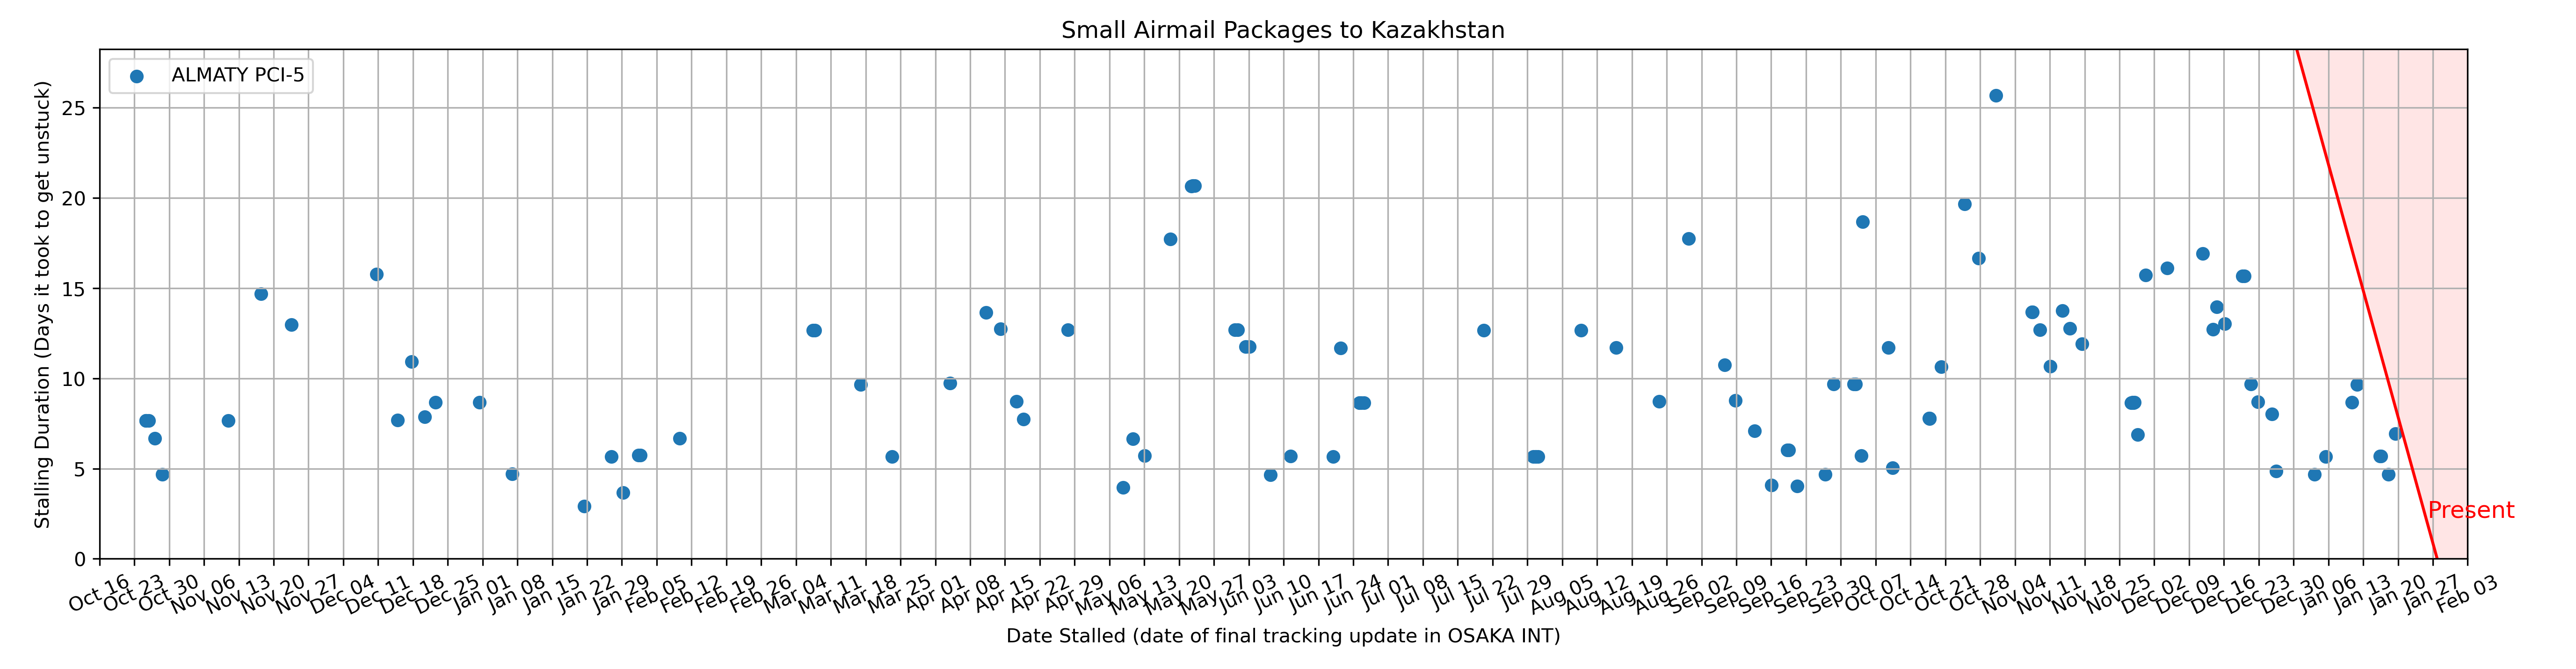 Small Airmail Packages to Kazakhstan
ALMATY PCI-5
Stalling Duration (Days it took to get unstuck)
25
20
15
10
5
0
Present
Oct 16
Oct 23
Oct 30
Nov 06
Nov 13
Nov 20
Nov 27
Dec 04
Dec 11
Dec 18
Dec 25
Jan 01
Jan 08
Jan 15
Jan 22
Jan 29
Feb 05
Feb 12
Feb 19
Feb 26
Mar 04
Mar 11
Mar 18
Mar 25
Apr 01
Apr 08
Apr 15
Apr 22
Apr 29
May 06
May 13
May 20
May 27
Jun 03
Jun 10
Jun 17
Jun 24
Jul 01
Jul 08
Jul 15
Jul 22
Jul 29
Aug 05
Aug 12
Aug 19
Aug 26
Sep 02
Sep 09
Sep 16
Sep 23
Sep 30
Oct 07
Oct 14
Oct 21
Oct 28
Nov 04
Nov 11
Nov 18
Nov 25
Dec 02
Dec 09
Dec 16
Dec 23
Dec 30
Jan 06
Jan 13
Jan 20
Jan 27
Feb 03
Date Stalled (date of final tracking update in OSAKA INT)